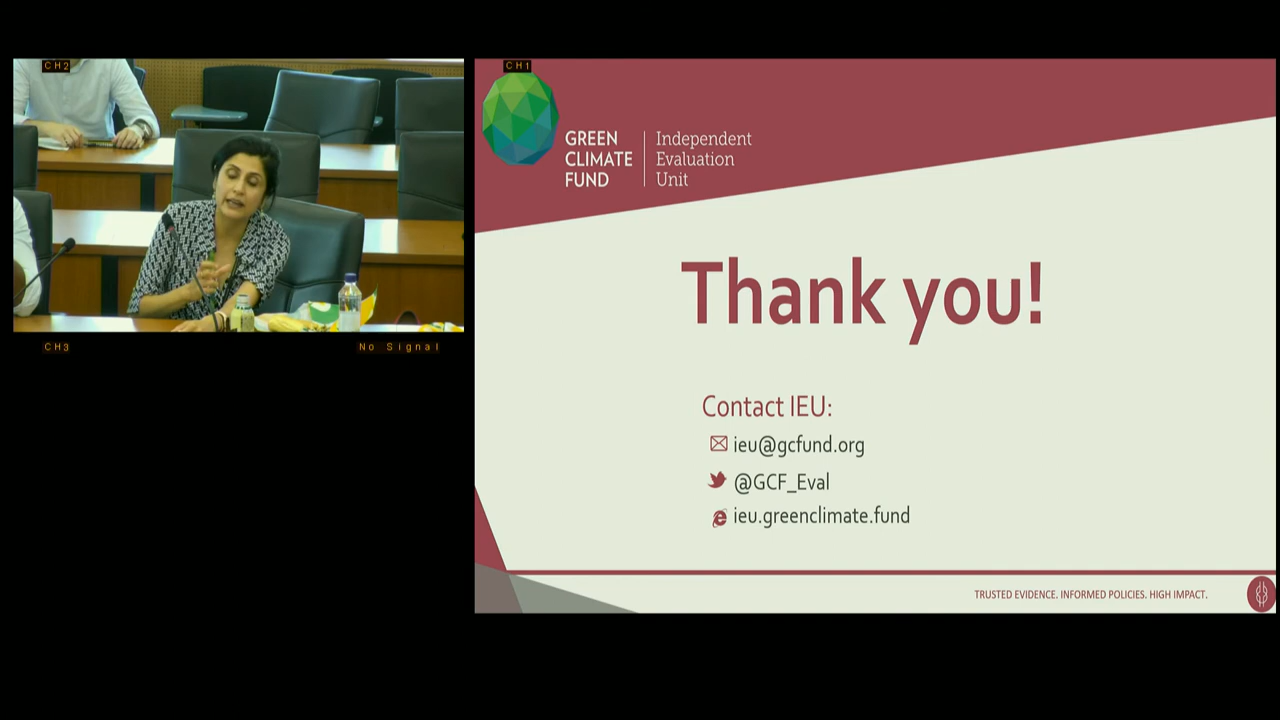 CH2
CH1
GREEN
CLIMATE
FUND
Independent
Evaluation
Unit
Thank you!
Contact IEU:
ieu@gcfund.org
@GCF_Eval
ieu.greenclimate.fund
TRUSTED EVIDENCE. INFORMED POLICIES. HIGH IMPACT.
CH3
No Signal